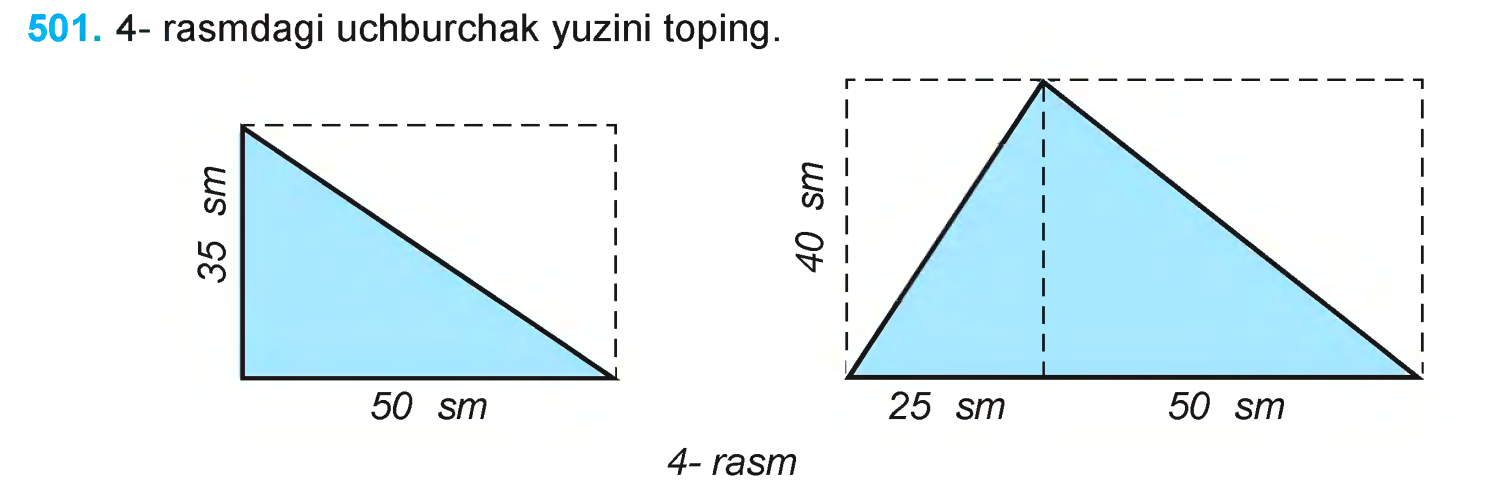 501. 4- rasmdagi uchburchak yuzini toping.
35 sm
50 sm
40 sm
25 sm
50 sm
4- rasm